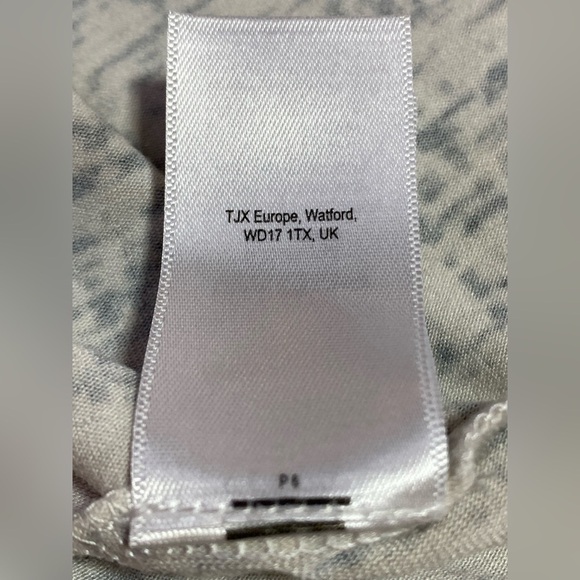 TJX Europe, Watford,
WD17 1TX, UK
P6